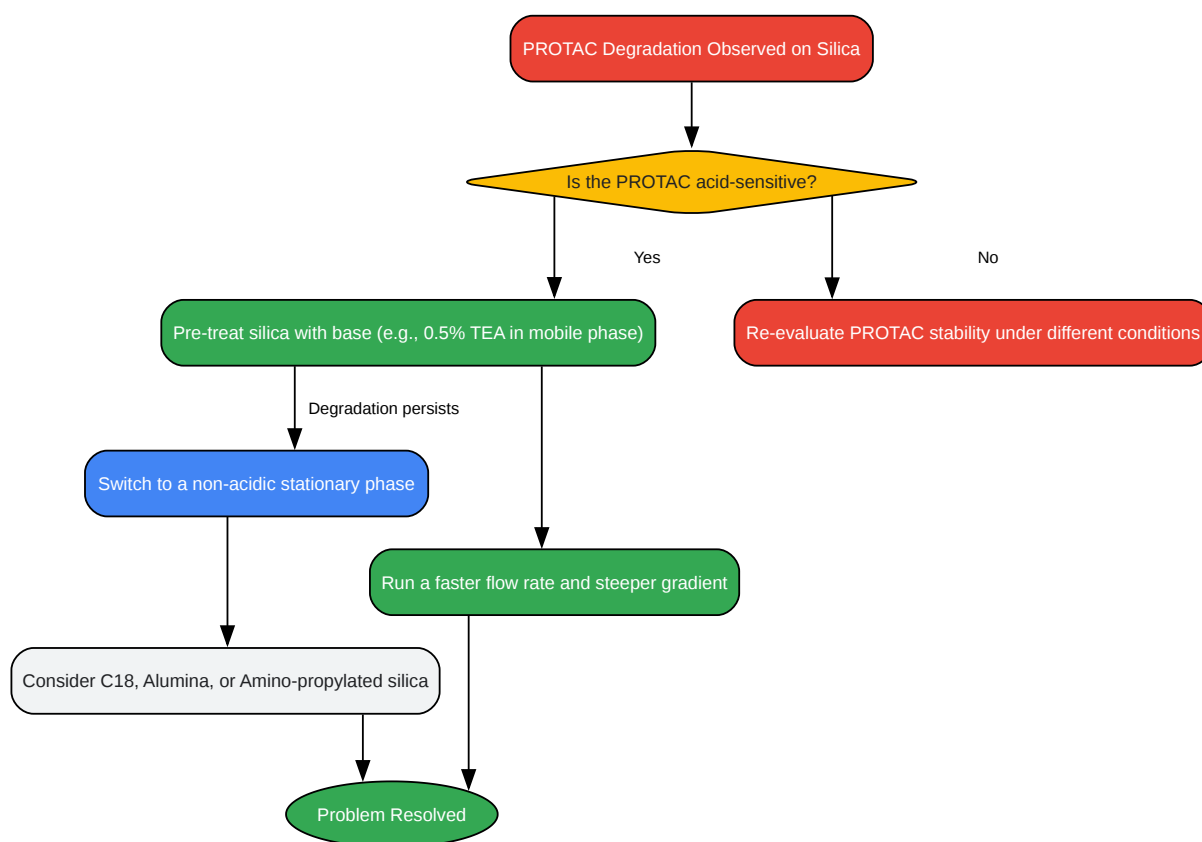 PROTAC Degradation Observed on Silica
Is the PROTAC acid-sensitive?
Yes
No
Pre-treat silica with base (e.g., 0.5% TEA in mobile phase)
Re-evaluate PROTAC stability under different conditions
Degradation persists
Switch to a non-acidic stationary phase
Run a faster flow rate and steeper gradient
Consider C18, Alumina, or Amino-propylated silica
Problem Resolved